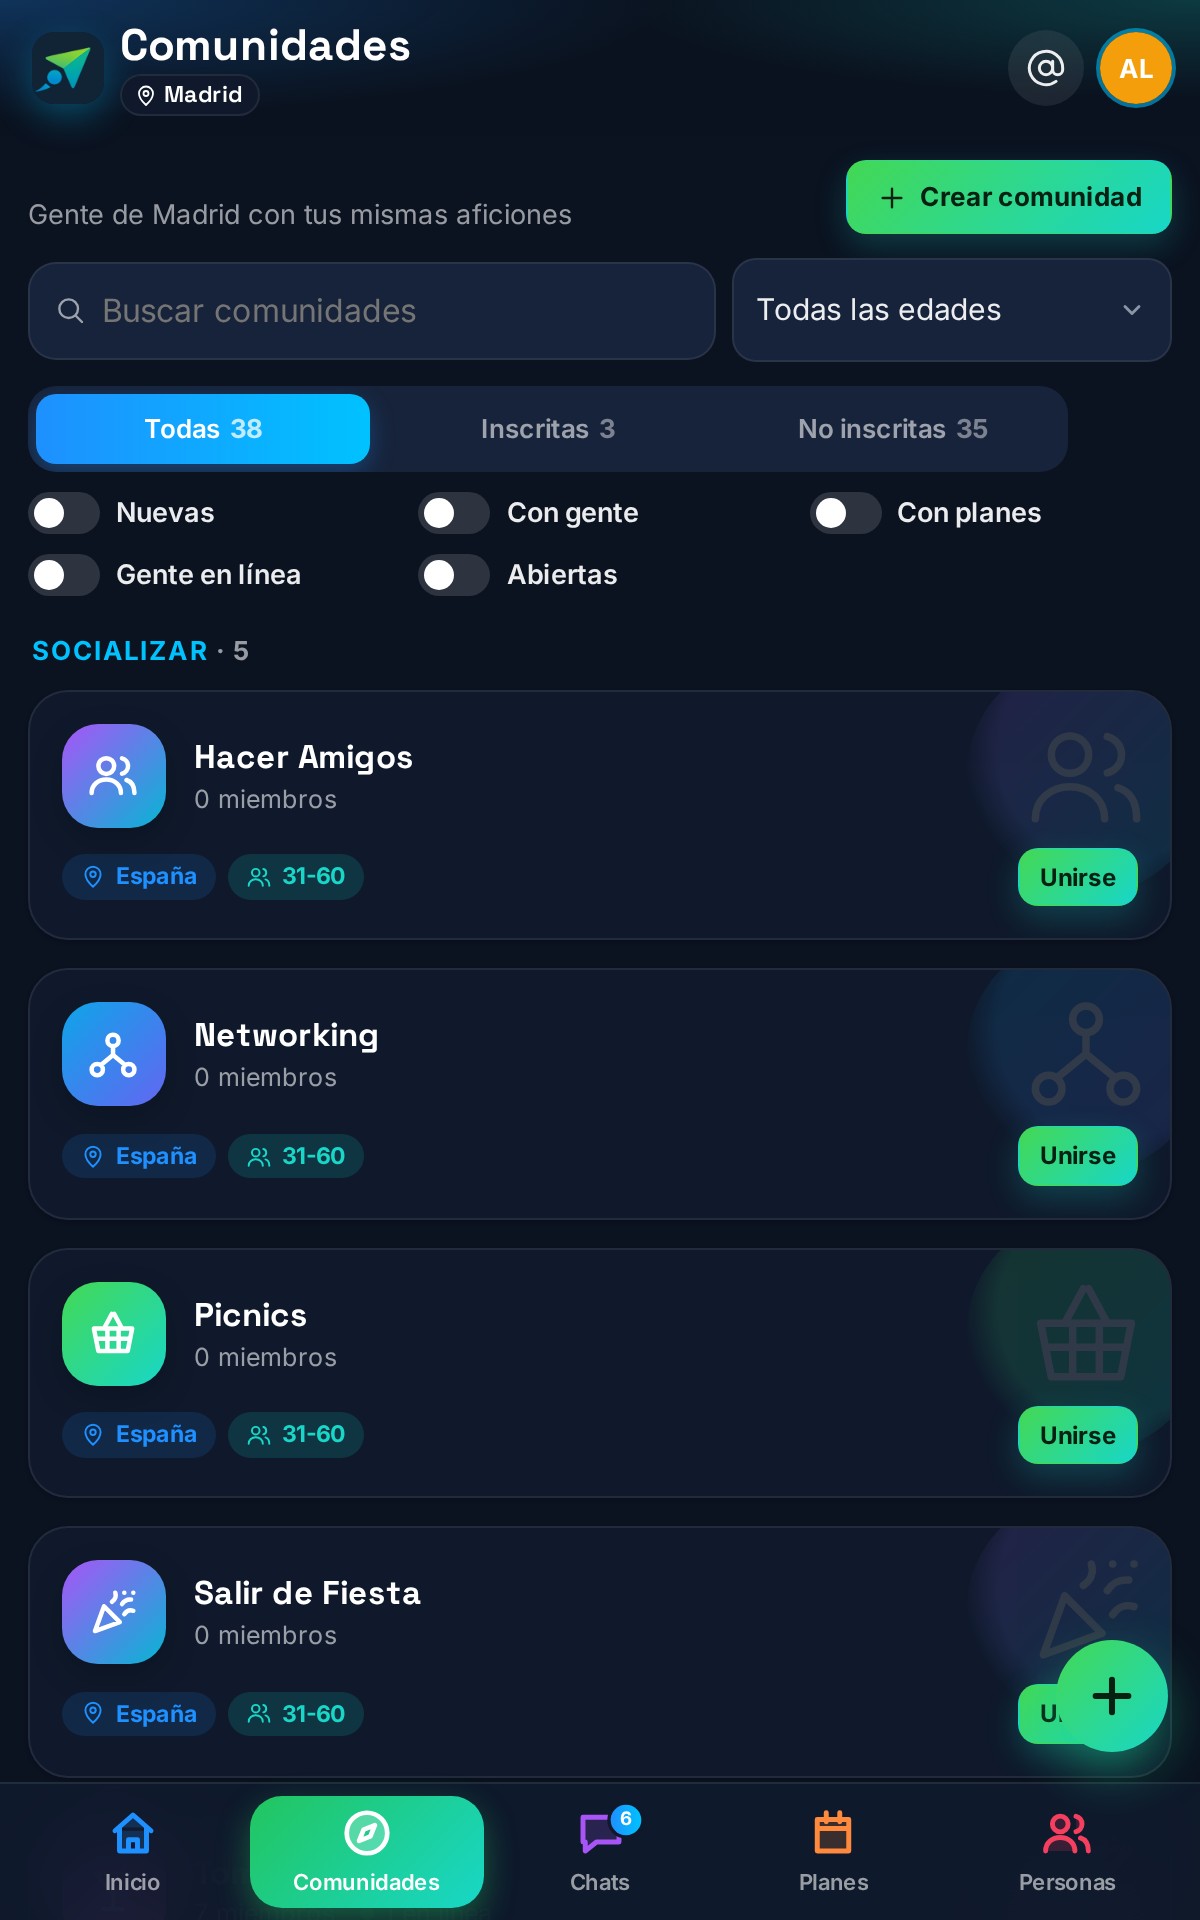 Comunidades
Madrid
AL
Gente de Madrid con tus mismas aficiones
Crear comunidad
Buscar comunidades
Todas las edades
Todas 38
Inscritas 3
No inscritas 35
Nuevas
Con gente
Con planes
Gente en línea
Abiertas
SOCIALIZAR · 5
Hacer Amigos
0 miembros
España
31-60
Unirse
Networking
0 miembros
España
31-60
Unirse
Picnics
0 miembros
España
31-60
Unirse
Salir de Fiesta
0 miembros
España
31-60
6
Inicio
Comunidades
Chats
Planes
Personas